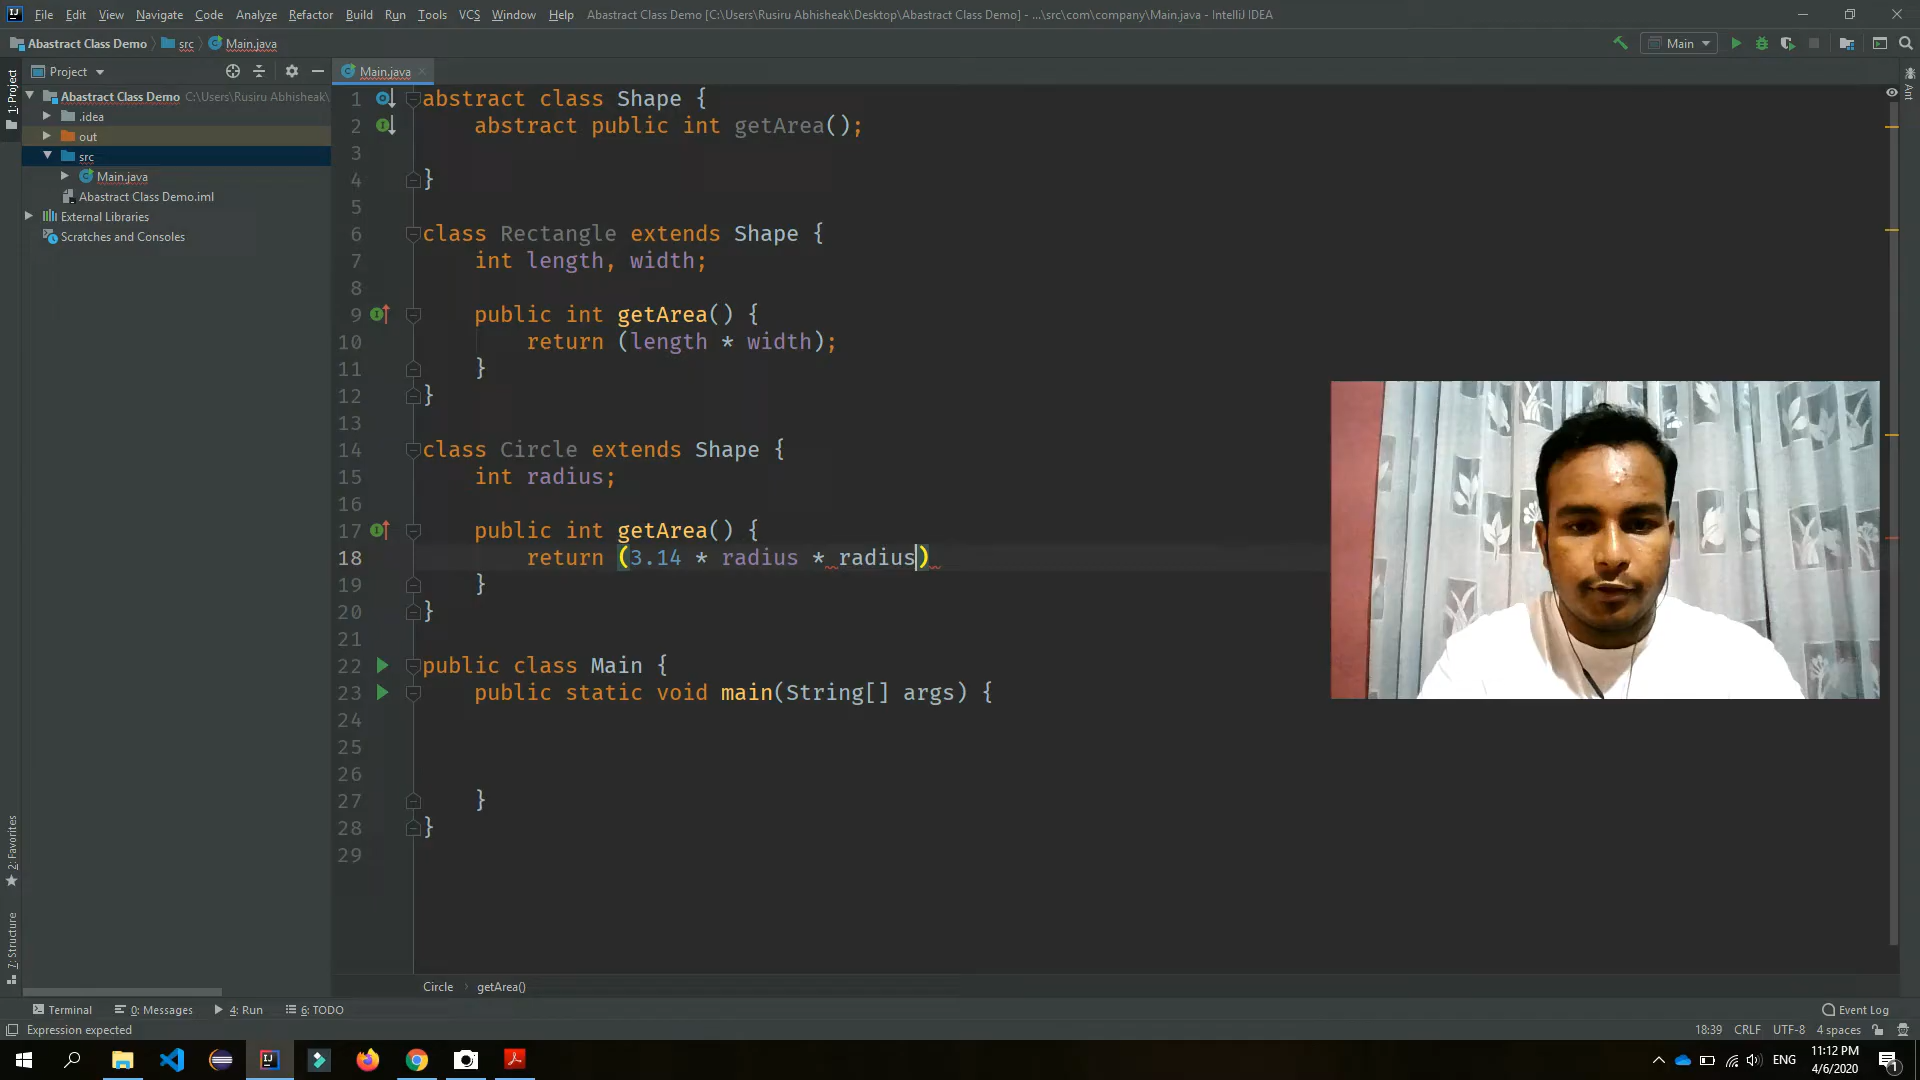 File Edit View Navigate Code Analyze Refactor Build Run Tools VCS Window Help Abastract Class Demo [C:\Users\Rusiru Abhisheak\Desktop\Abastract Class Demo] - ...\src\com\company\Main.java - IntelliJ IDEA
Abastract Class Demo src Main.java Main
1: Project
Project
Main.java
Abastract Class Demo C:\Users\Rusiru Abhisheak\
.idea
out
src
Main.java
Abastract Class Demo.iml
External Libraries
Scratches and Consoles
Ant
1 abstract class Shape {
2 abstract public int getArea();
3
4 }
5
6 class Rectangle extends Shape {
7 int length, width;
8
9 public int getArea() {
10 return (length * width);
11 }
12 }
13
14 class Circle extends Shape {
15 int radius;
16
17 public int getArea() {
18 return (3.14 * radius * radius)
19 }
20 }
21
22 public class Main {
23 public static void main(String[] args) {
24
25
26
27 }
28 }
29
2: Favorites
7: Structure
Circle getArea()
Terminal 0: Messages 4: Run 6: TODO Event Log
Expression expected 18:39 CRLF UTF-8 4 spaces
ENG 11:12 PM
4/6/2020
1